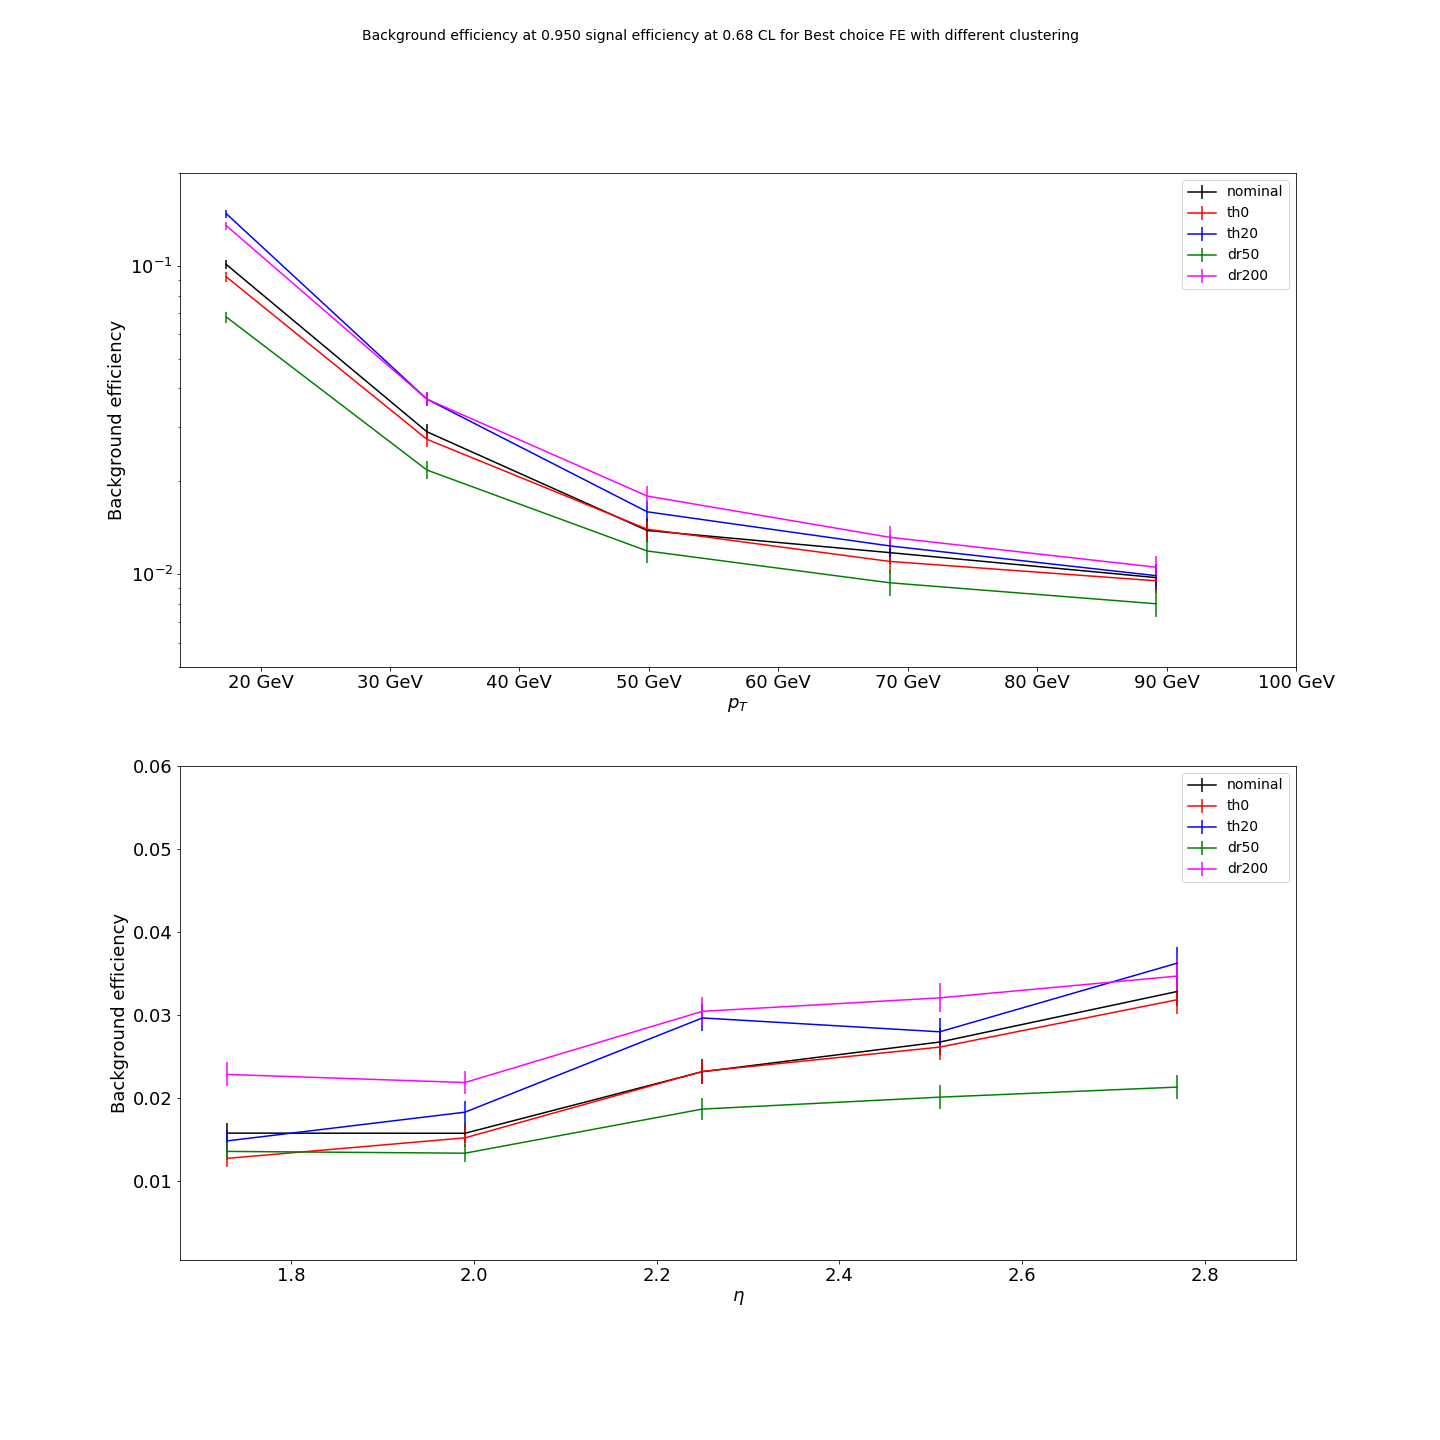 Background efficiency at 0.950 signal efficiency at 0.68 CL for Best choice FE with different clustering
10⁻¹
10⁻²
Background efficiency
nominal
th0
th20
dr50
dr200
20 GeV 30 GeV 40 GeV 50 GeV 60 GeV 70 GeV 80 GeV 90 GeV 100 GeV
p_T
0.06
0.05
0.04
0.03
0.02
0.01
Background efficiency
nominal
th0
th20
dr50
dr200
1.8 2.0 2.2 2.4 2.6 2.8
η